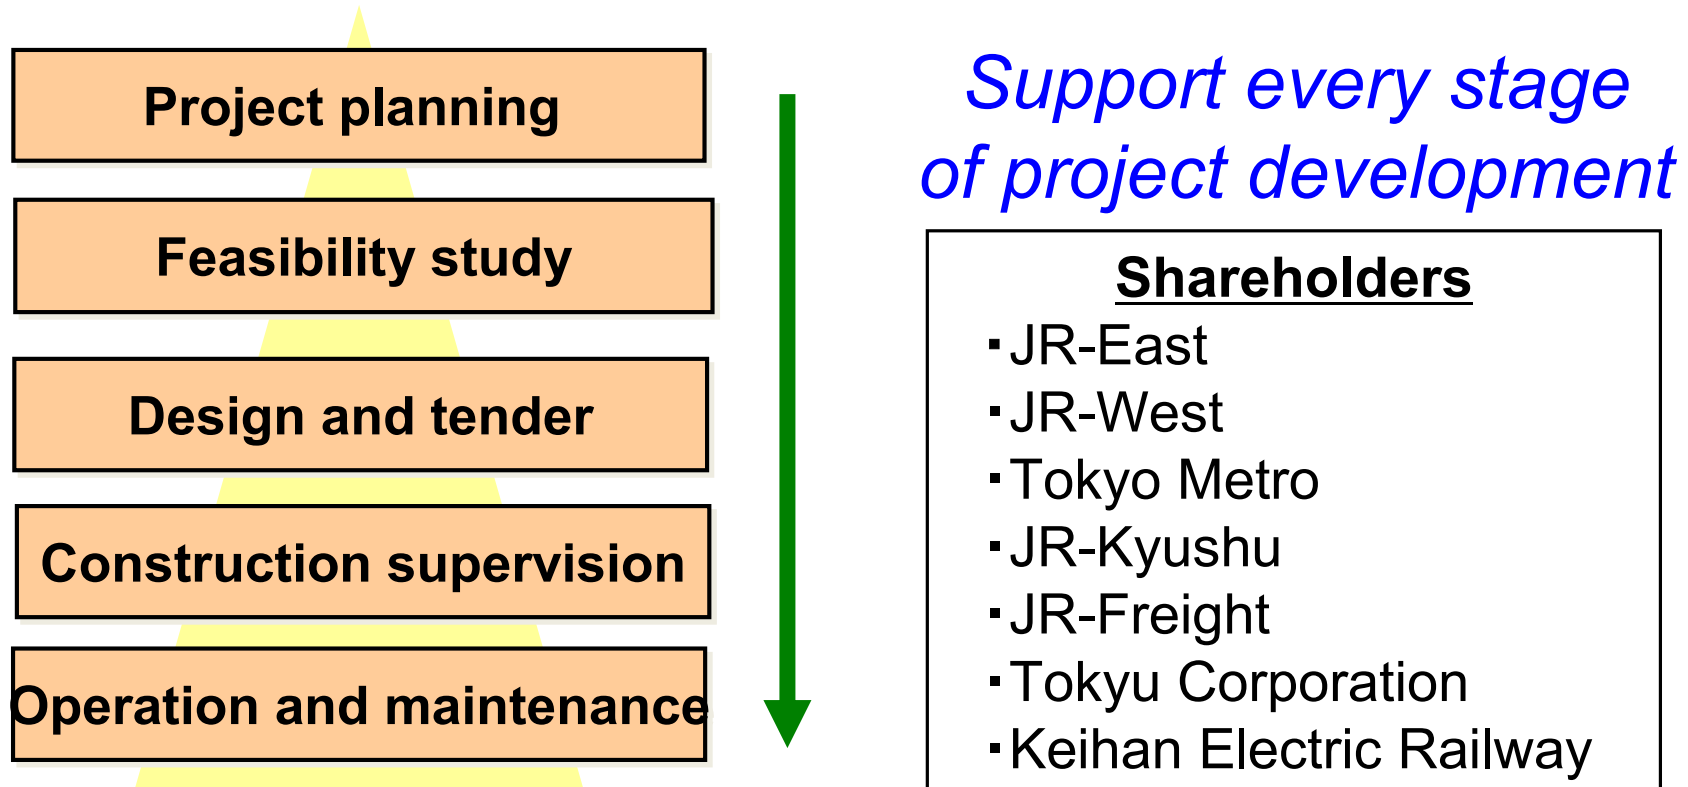 Project planning
Feasibility study
Design and tender
Construction supervision
Operation and maintenance
Support every stage
of project development
Shareholders
▪JR-East
▪JR-West
▪Tokyo Metro
▪JR-Kyushu
▪JR-Freight
▪Tokyu Corporation
▪Keihan Electric Railway